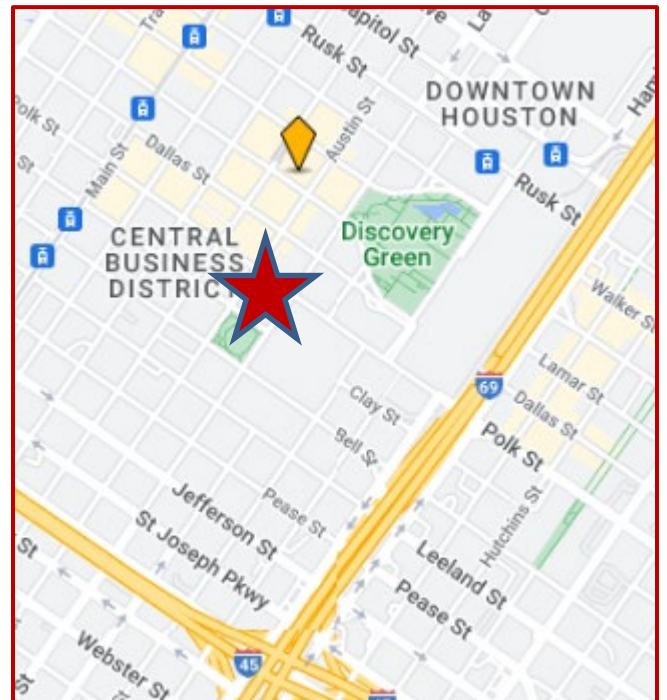 Capitol St
Rusk St
Austin St
DOWNTOWN
HOUSTON
Polk St
Dallas St
Main St
Rusk St
St
Discovery
Green
CENTRAL
BUSINESS
DISTRICT
Walker St
Lamar St
69
Dallas St
Clay St
Polk St
Bell St
Pease St
Hutchins St
Jefferson St
St Joseph Pkwy
St
Leeland St
Pease St
45
Webster St
St